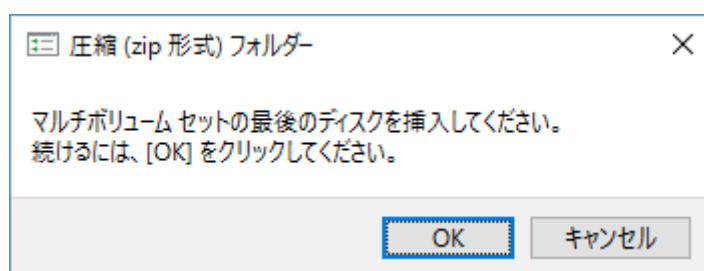 圧縮 (zip 形式) フォルダー
マルチボリューム セットの最後のディスクを挿入してください。
続けるには、[OK] をクリックしてください。
OK
キャンセル